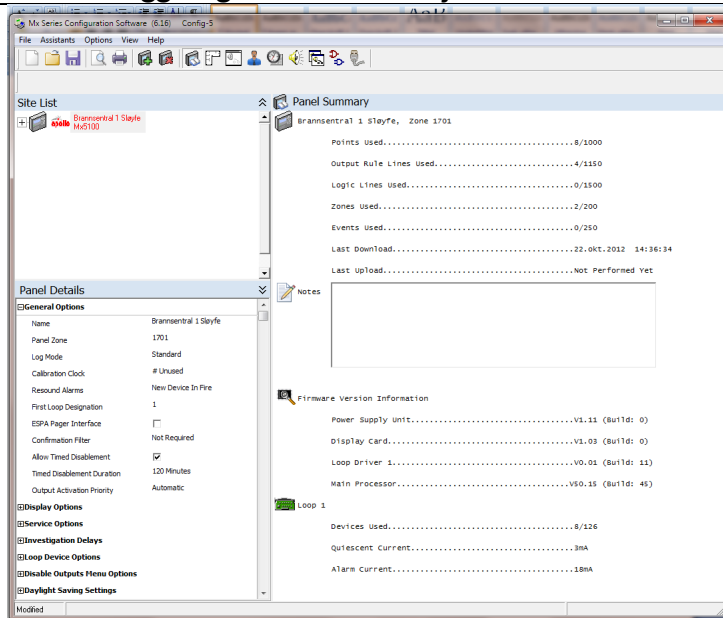 Mx Series Configuration Software (6.16) Config-5
File Assistants Options View Help
Site List
Panel Summary
apollo Brannsentral 1 Sløyfe
Mx5100
Brannsentral 1 Sløyfe, Zone 1701
Points Used..........................................8/1000
Output Rule Lines Used...............................4/1150
Logic Lines Used.....................................0/1500
Zones Used...........................................2/200
Events Used..........................................0/250
Last Download........................................22.okt.2012 14:36:34
Last Upload..........................................Not Performed Yet
Notes
Panel Details
General Options
Name Brannsentral 1 Sløyfe
Panel Zone 1701
Log Mode Standard
Calibration Clock # Unused
Resound Alarms New Device In Fire
First Loop Designation 1
ESPA Pager Interface
Confirmation Filter Not Required
Allow Timed Disablement
Timed Disablement Duration 120 Minutes
Output Activation Priority Automatic
Display Options
Service Options
Investigation Delays
Loop Device Options
Disable Outputs Menu Options
Daylight Saving Settings
Firmware Version Information
Power Supply Unit....................................V1.11 (Build: 0)
Display Card.........................................V1.03 (Build: 0)
Loop Driver 1........................................V0.01 (Build: 11)
Main Processor.......................................V50.15 (Build: 45)
Loop 1
Devices Used.........................................8/126
Quiescent Current....................................3mA
Alarm Current........................................18mA
Modified